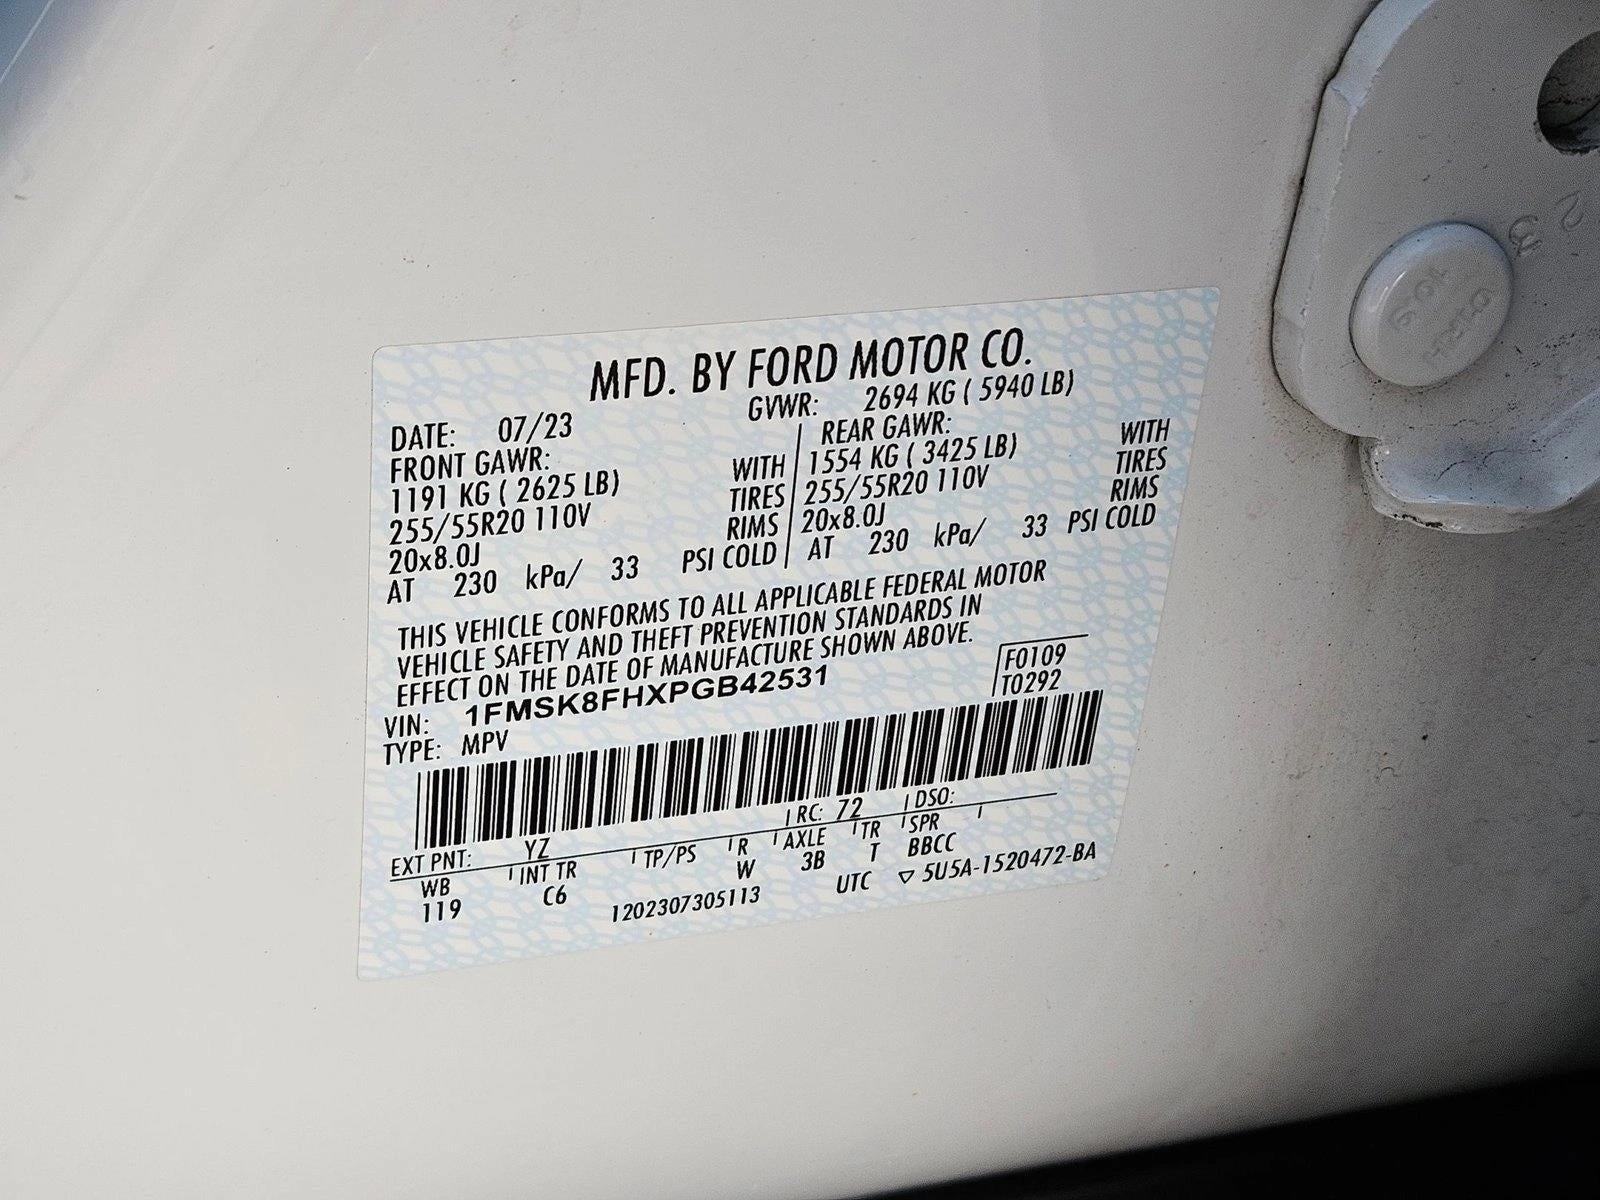 MFD. BY FORD MOTOR CO.
DATE: 07/23 GVWR: 2694 KG ( 5940 LB)
FRONT GAWR: REAR GAWR:
1191 KG ( 2625 LB) WITH 1554 KG ( 3425 LB) WITH
255/55R20 110V TIRES 255/55R20 110V TIRES
20x8.0J RIMS 20x8.0J RIMS
AT 230 kPa/ 33 PSI COLD AT 230 kPa/ 33 PSI COLD
THIS VEHICLE CONFORMS TO ALL APPLICABLE FEDERAL MOTOR
VEHICLE SAFETY AND THEFT PREVENTION STANDARDS IN
EFFECT ON THE DATE OF MANUFACTURE SHOWN ABOVE.
VIN: 1FMSK8FHXPGB42531 F0109
TYPE: MPV T0292
EXT PNT: YZ RC: 72 DSO:
WB INT TR TP/PS R AXLE TR SPR
119 C6 W 3B T BBCC
1202307305113 UTC ▽ 5U5A-1520472-BA
2
3